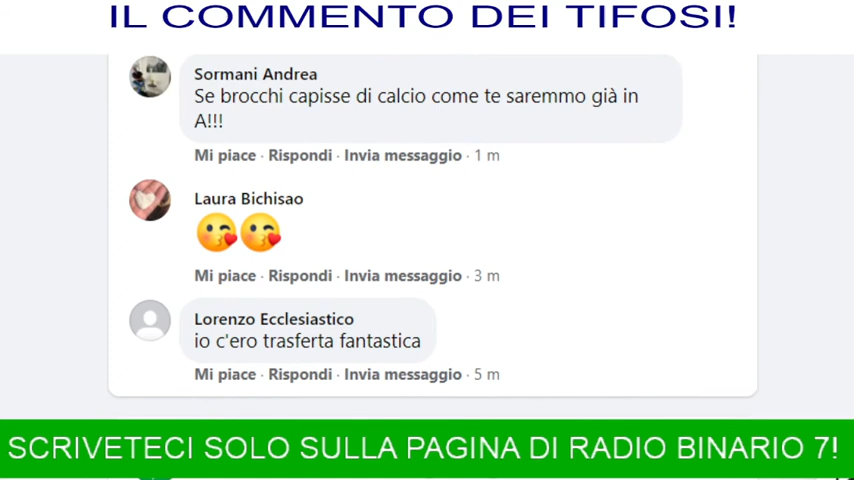 IL COMMENTO DEI TIFOSI!
Sormani Andrea
Se brocchi capisse di calcio come te saremmo già in
A!!!
Mi piace · Rispondi · Invia messaggio · 1 m
Laura Bichisao
😘😘
Mi piace · Rispondi · Invia messaggio · 3 m
Lorenzo Ecclesiastico
io c'ero trasferta fantastica
Mi piace · Rispondi · Invia messaggio · 5 m
SCRIVETECI SOLO SULLA PAGINA DI RADIO BINARIO 7!